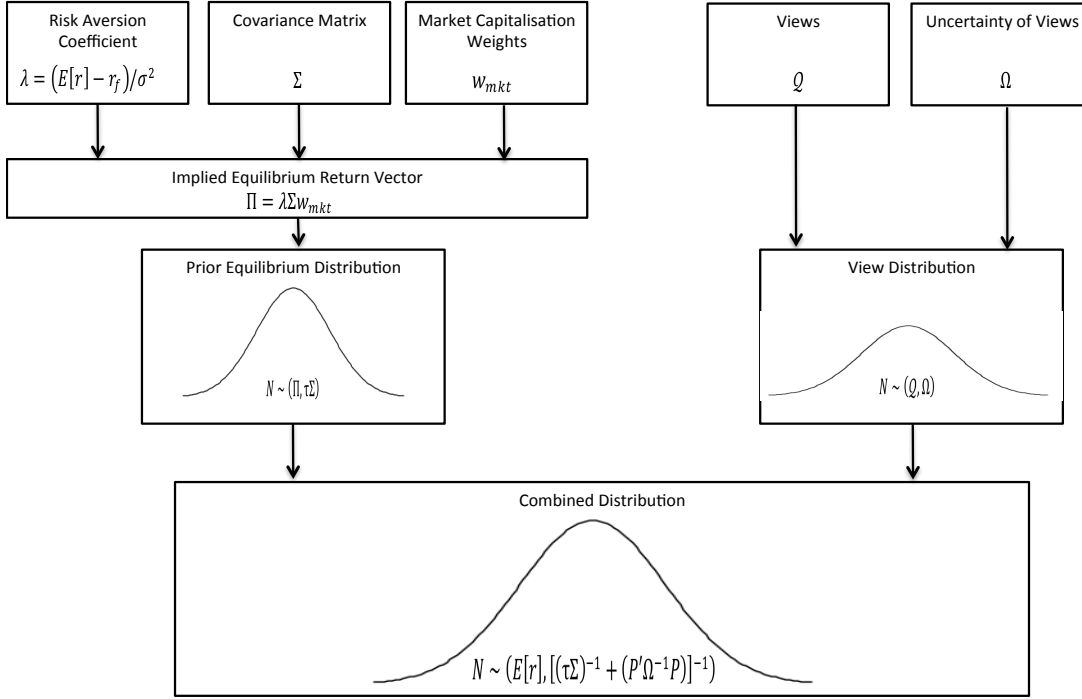 Risk Aversion
Coefficient
λ = (E[r] − r_f)/σ²
Covariance Matrix
Σ
Market Capitalisation
Weights
w_mkt
Views
Q
Uncertainty of Views
Ω
Implied Equilibrium Return Vector
Π = λΣw_mkt
Prior Equilibrium Distribution
N ~ (Π, τΣ)
View Distribution
N ~ (Q, Ω)
Combined Distribution
N ~ (E[r], [(τΣ)⁻¹ + (P′Ω⁻¹P)]⁻¹)